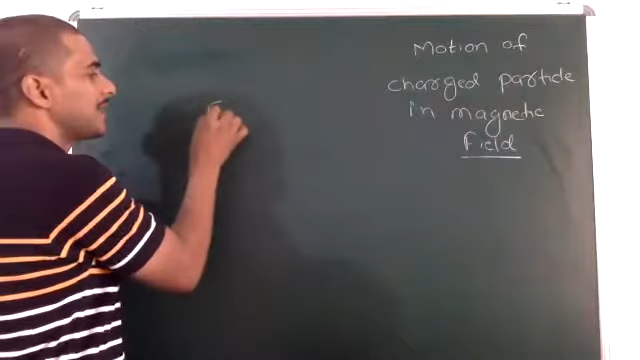 Motion of
charged particle
in magnetic
Field